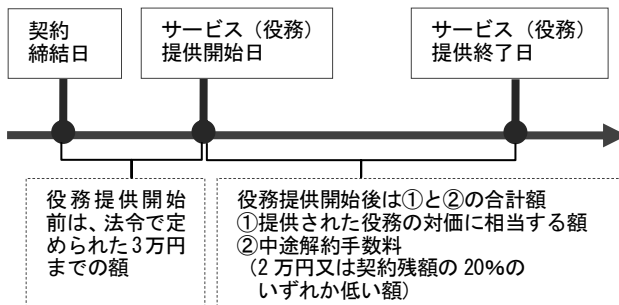 契約
締結日
サービス（役務）
提供開始日
サービス（役務）
提供終了日
役務提供開始
前は、法令で定
められた3万円
までの額
役務提供開始後は①と②の合計額
①提供された役務の対価に相当する額
②中途解約手数料
（2 万円又は契約残額の 20%の
いずれか低い額）